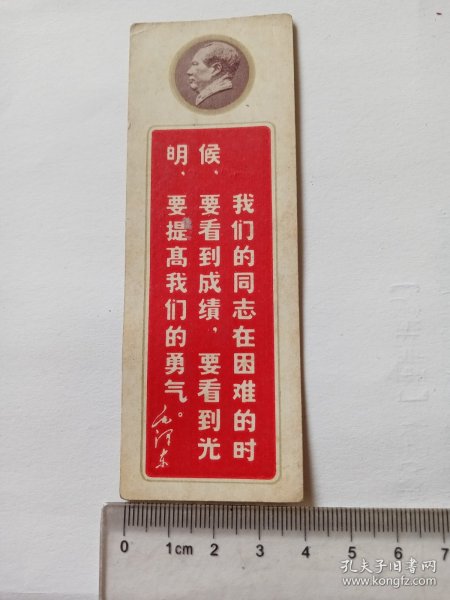 我们的同志在困难的时
候、要看到成绩，要看到光
明、要提高我们的勇气。
毛泽东
0 1cm 2 3 4 5 6 7
孔夫子旧书网
www.kongfz.com